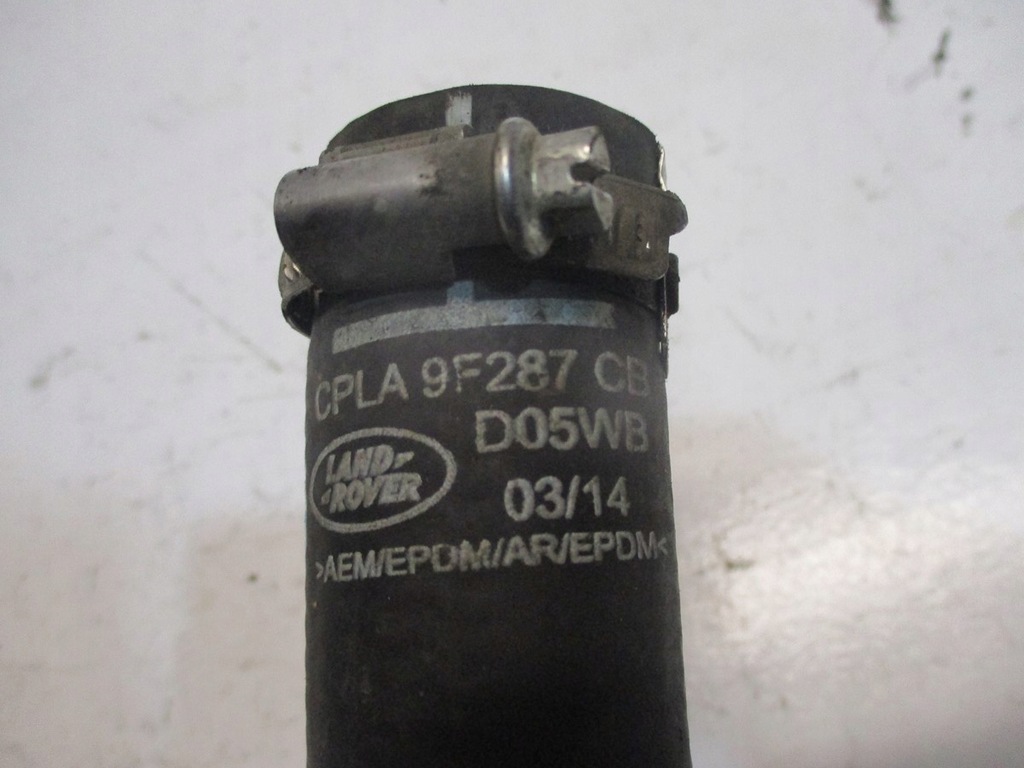 CPLA 9F287 CB
D05WB
LAND-
-ROVER
03/14
>AEM/EPDM/AR/EPDM<